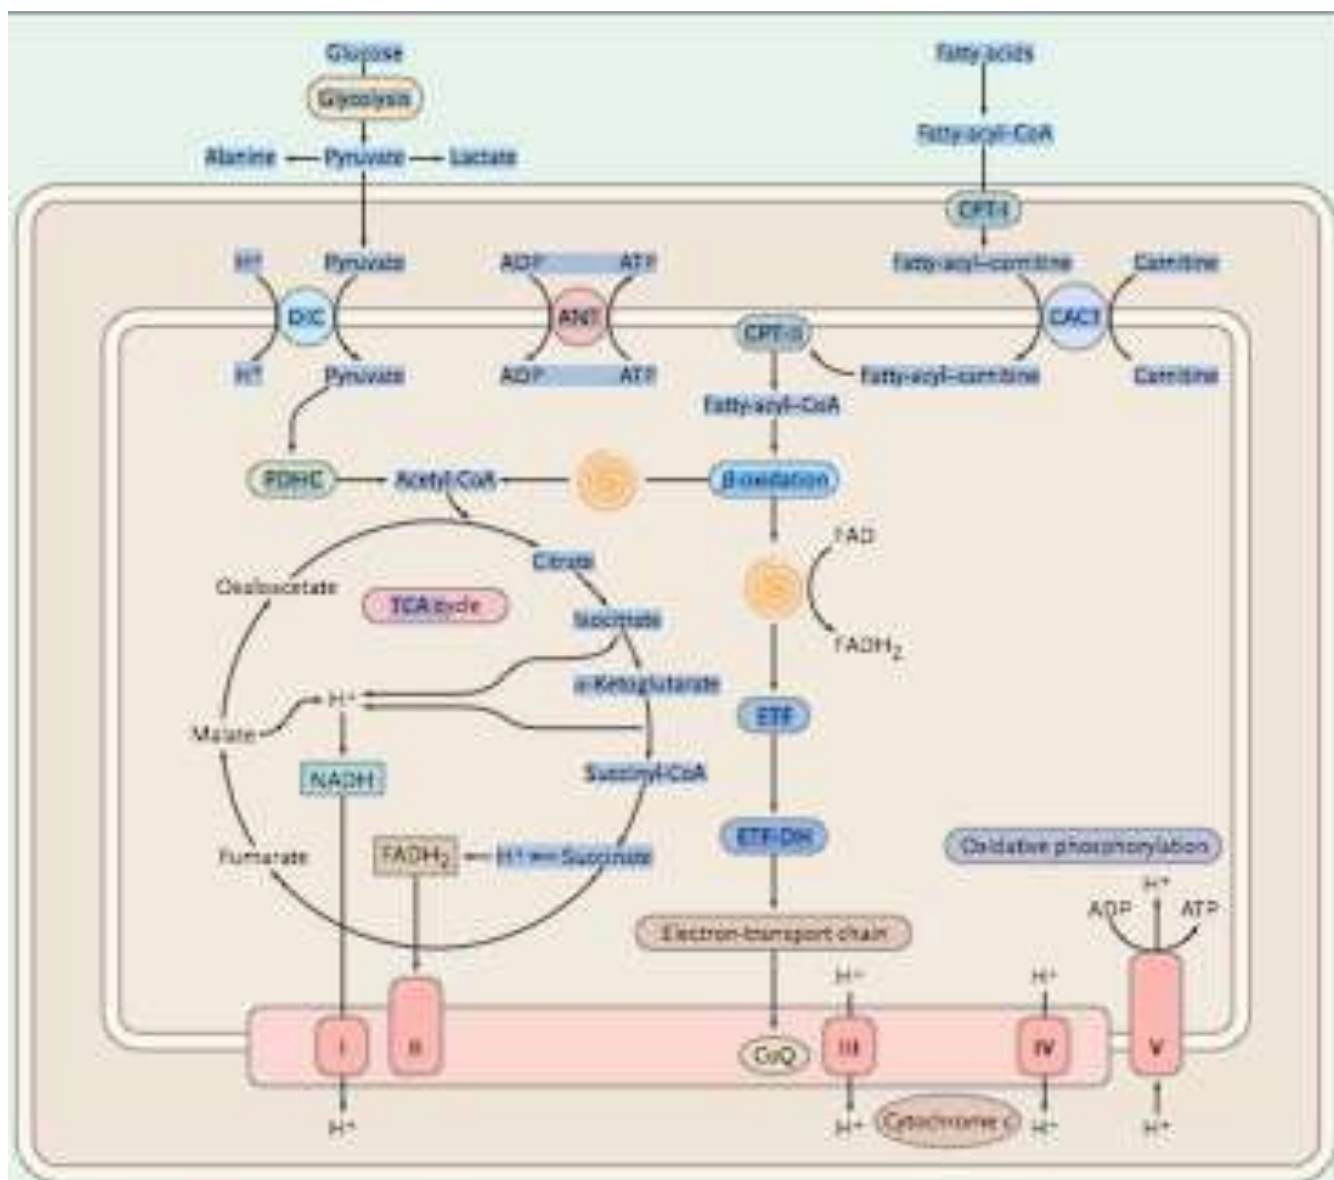 Glucose
Fatty acids
Glycolysis
Fatty-acyl-CoA
Alanine
Pyruvate
Lactate
CPT-I
H+
Pyruvate
ADP
ATP
Fatty-acyl-carnitine
Carnitine
DIC
ANT
CPT-II
CACT
H+
Pyruvate
ADP
ATP
Fatty-acyl-carnitine
Carnitine
Fatty-acyl-CoA
PDHC
Acetyl-CoA
β-oxidation
FAD
Citrate
Oxaloacetate
TCA cycle
Isocitrate
FADH2
α-Ketoglutarate
H+
ETF
Malate
NADH
Succinyl-CoA
ETF-DH
Oxidative phosphorylation
Fumarate
FADH2
H+
Succinate
H+
ADP
ATP
Electron-transport chain
H+
H+
I
II
CoQ
III
IV
V
H+
H+
Cytochrome c
H+
H+